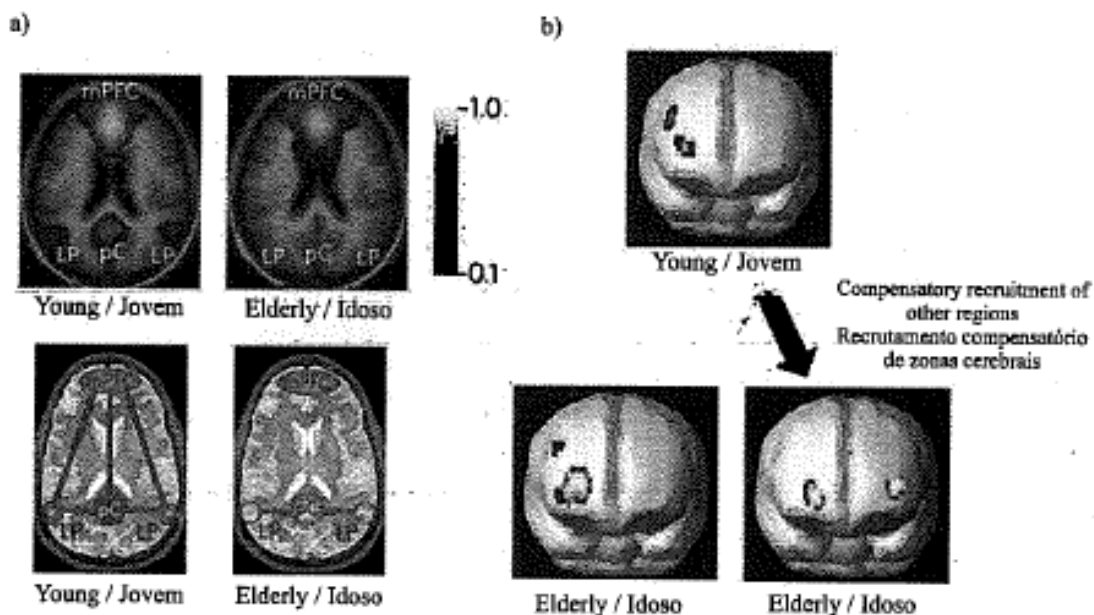 a)
mPFC
LP pC LP
Young / Jovem
mPFC
LP pC LP
Elderly / Idoso
1.0
0.1
LP pC LP
Young / Jovem
LP LP
Elderly / Idoso
b)
Young / Jovem
Compensatory recruitment of
other regions
Recrutamento compensatório
de zonas cerebrais
Elderly / Idoso
Elderly / Idoso